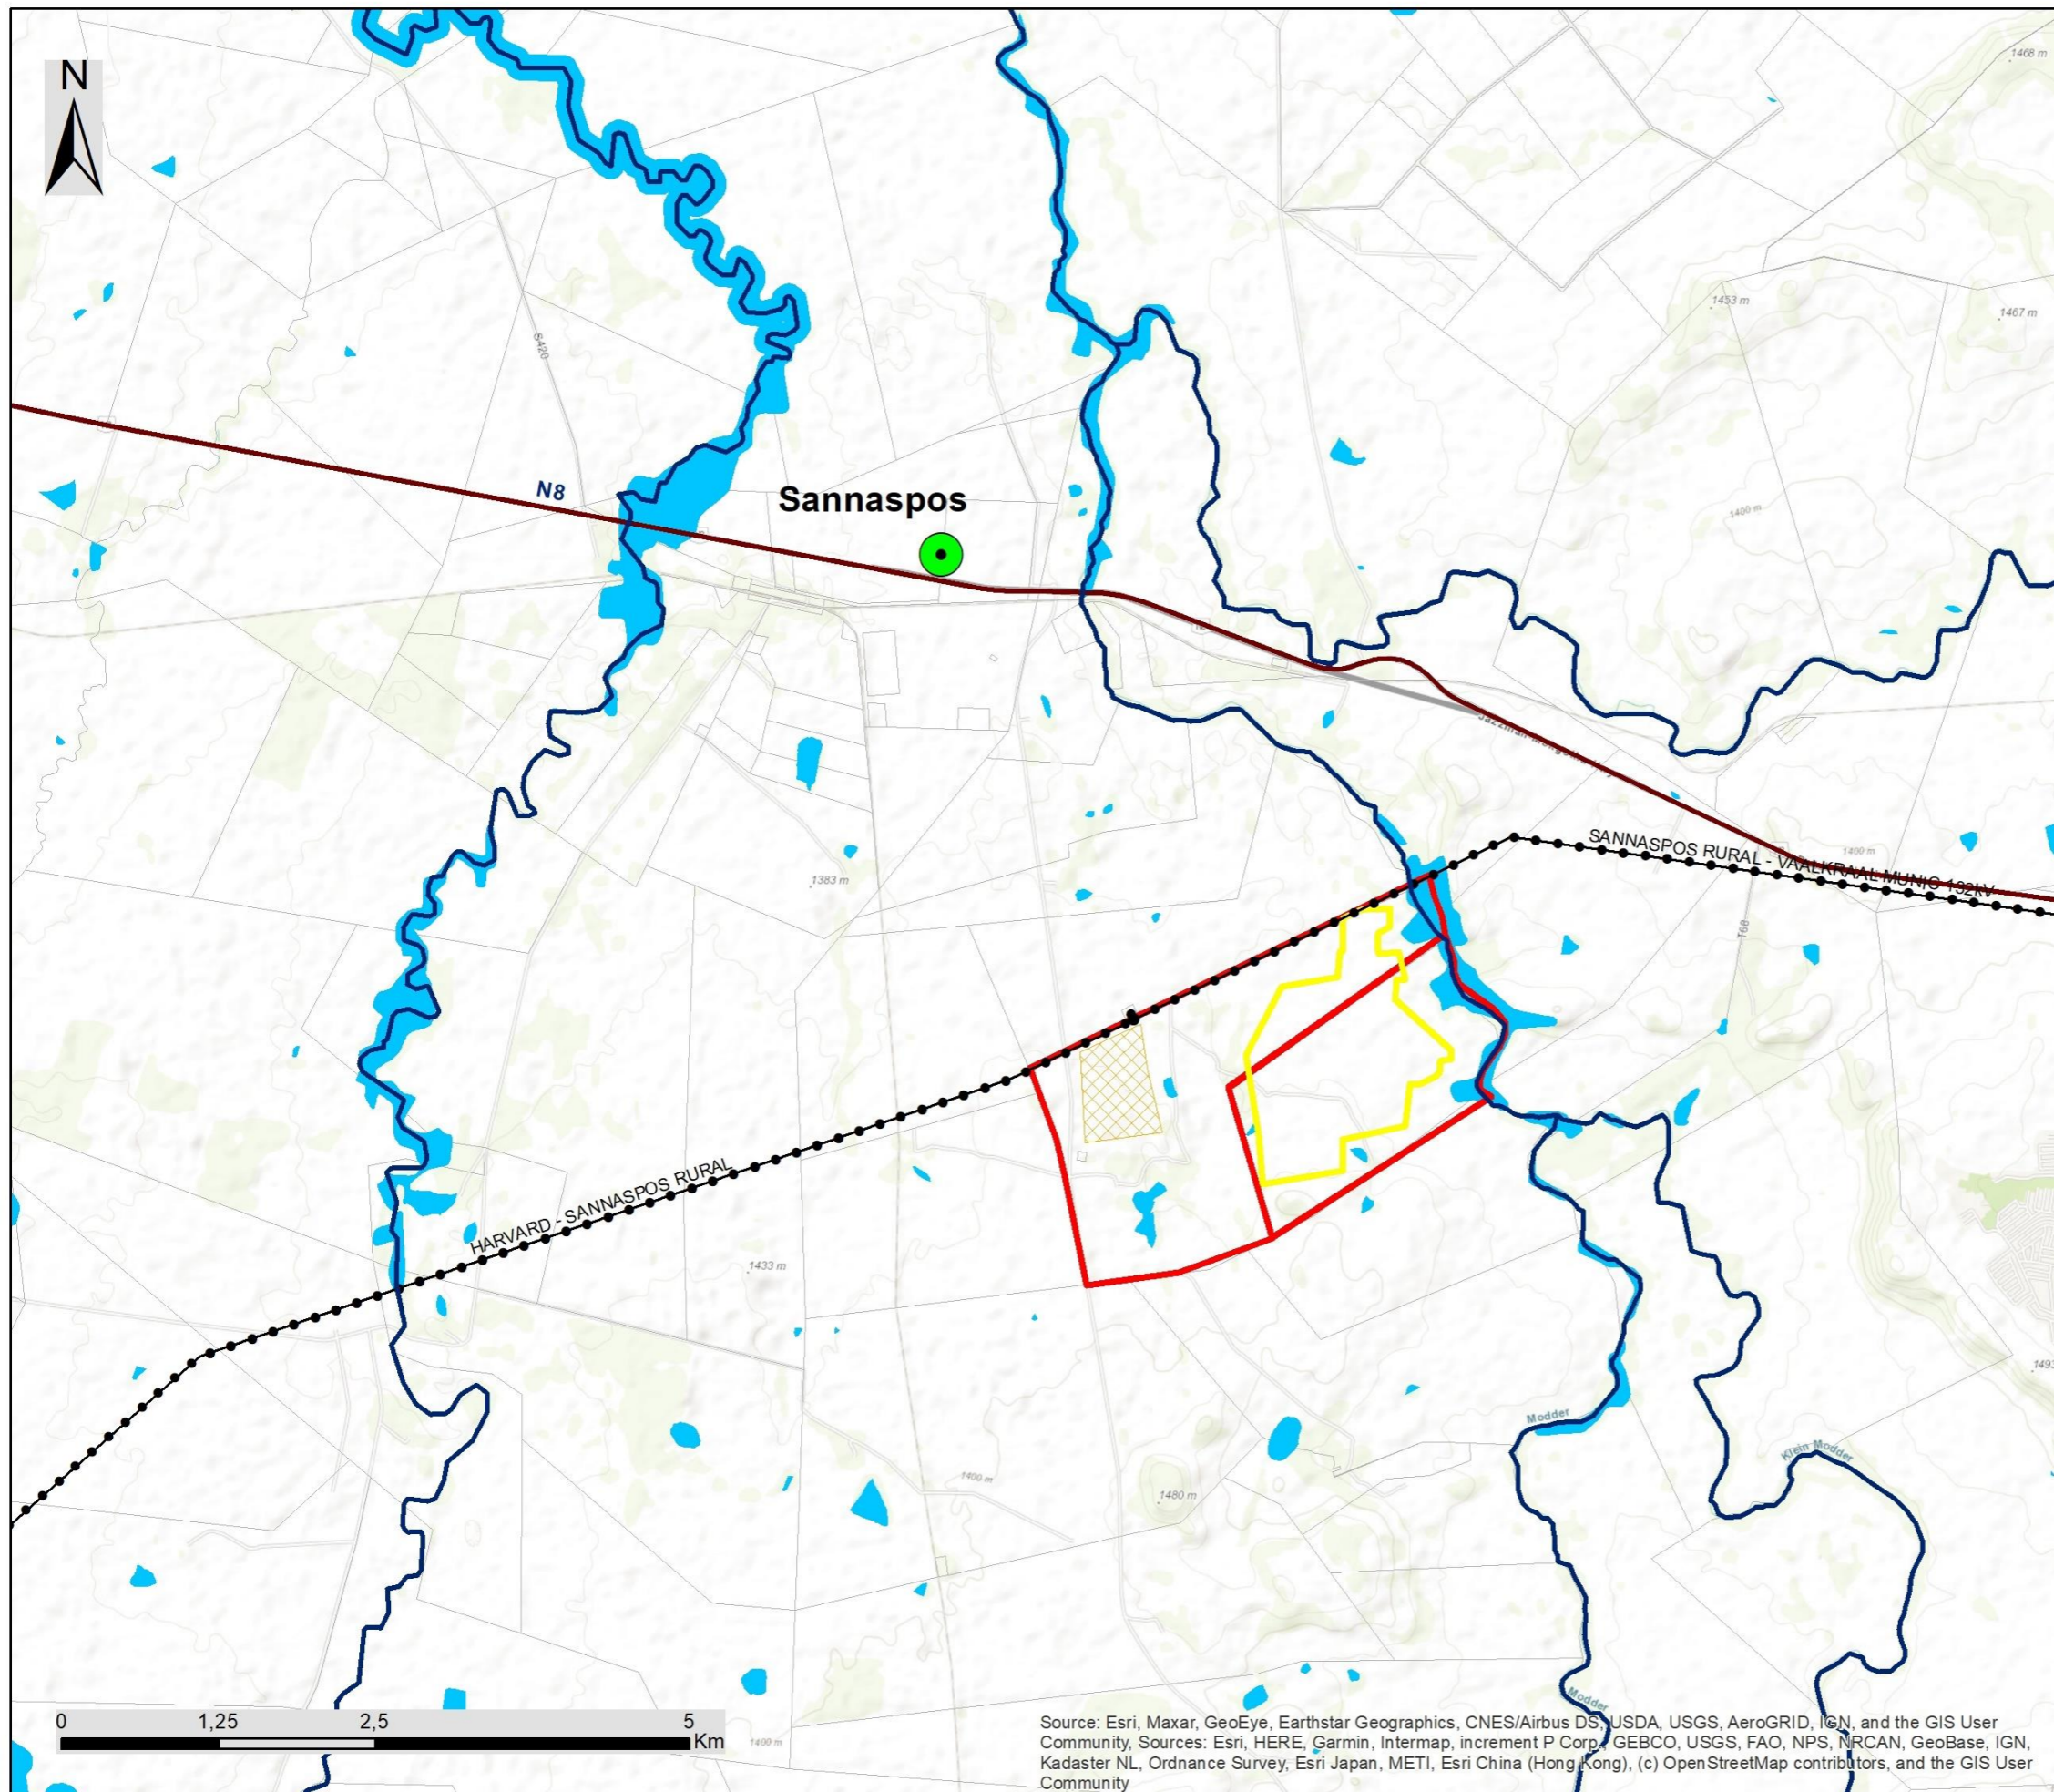 N
1468 m
1453 m
1467 m
S420
N8
Sannaspos
1400 m
SANNASPOS RURAL - VAALKRAAL MUNIC 132kV
1400 m
1383 m
HARVARD - SANNASPOS RURAL
1433 m
1493
Modder
Klein Modder
1400 m
1480 m
Modder
0 1,25 2,5 5
Km
1400 m
Source: Esri, Maxar, GeoEye, Earthstar Geographics, CNES/Airbus DS, USDA, USGS, AeroGRID, IGN, and the GIS User
Community, Sources: Esri, HERE, Garmin, Intermap, increment P Corp., GEBCO, USGS, FAO, NPS, NRCAN, GeoBase, IGN,
Kadaster NL, Ordnance Survey, Esri Japan, METI, Esri China (Hong Kong), (c) OpenStreetMap contributors, and the GIS User
Community